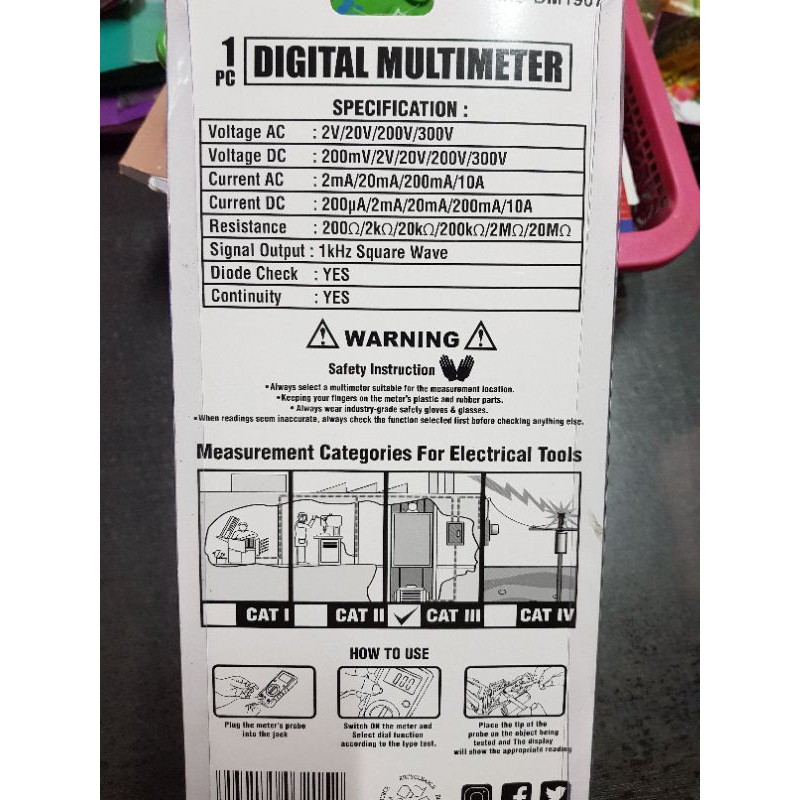 DM1907
1
PC
DIGITAL MULTIMETER
SPECIFICATION :
Voltage AC : 2V/20V/200V/300V
Voltage DC : 200mV/2V/20V/200V/300V
Current AC : 2mA/20mA/200mA/10A
Current DC : 200μA/2mA/20mA/200mA/10A
Resistance : 200Ω/2kΩ/20kΩ/200kΩ/2MΩ/20MΩ
Signal Output : 1kHz Square Wave
Diode Check : YES
Continuity : YES
WARNING
Safety Instruction
•Always select a multimeter suitable for the measurement location.
•Keeping your fingers on the meter's plastic and rubber parts.
• Always wear industry-grade safety gloves & glasses.
•When readings seem inaccurate, always check the function selected first before checking anything else.
Measurement Categories For Electrical Tools
CAT I CAT II CAT III CAT IV
HOW TO USE
Plug the meter's probe
into the jack
Switch ON the meter and
Select dial function
according to the type test.
Place the tip of the
probe on the object being
tested and The display
will show the appropriate reading